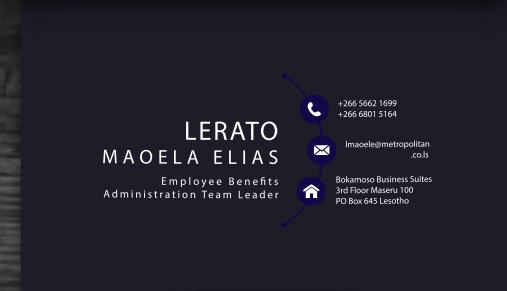 LERATO
MAOELA ELIAS
Employee Benefits
Administration Team Leader
+266 5662 1699
+266 6801 5164
lmaoele@metropolitan
.co.ls
Bokamoso Business Suites
3rd Floor Maseru 100
PO Box 645 Lesotho